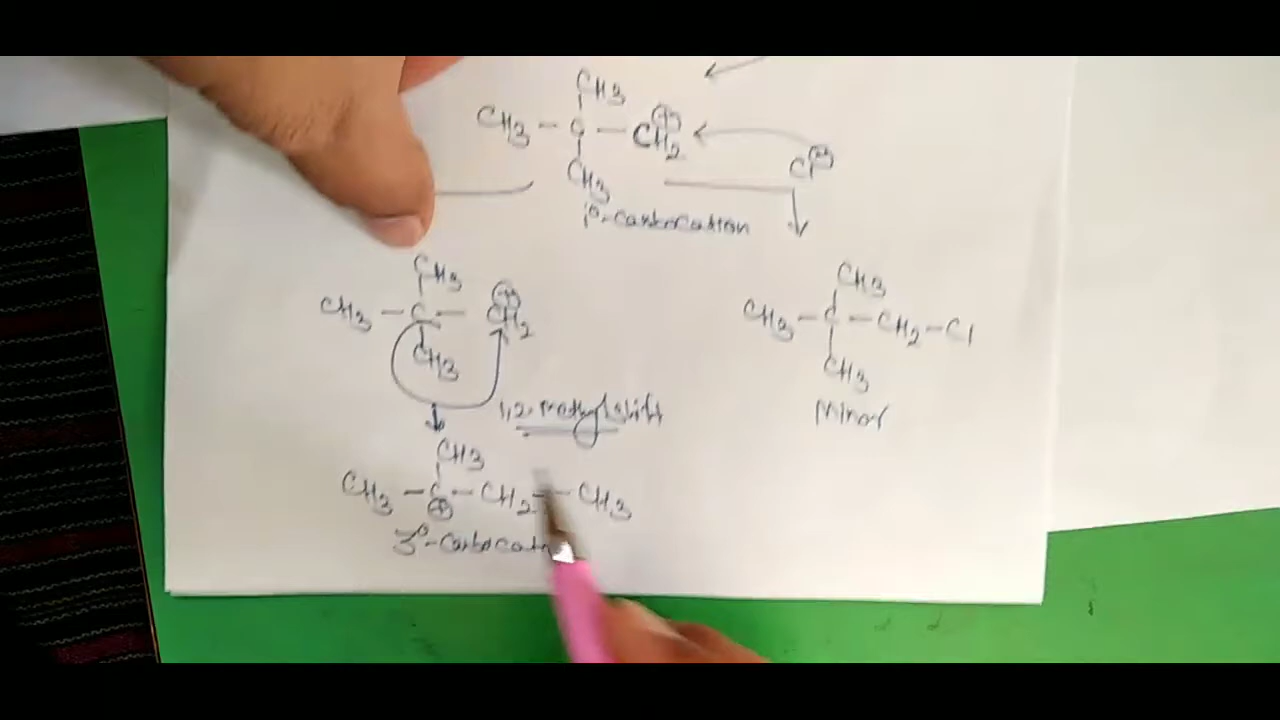 CH3
CH3 - C - CH2 (+)
CH3
Cl (-)
1°-carbocation
CH3
CH3 - C - CH2 (+)
CH3
1,2-methyl shift
CH3
CH3 - C - CH2 - Cl
CH3
Minor
CH3
CH3 - C - CH2 - CH3
(+)
3°-